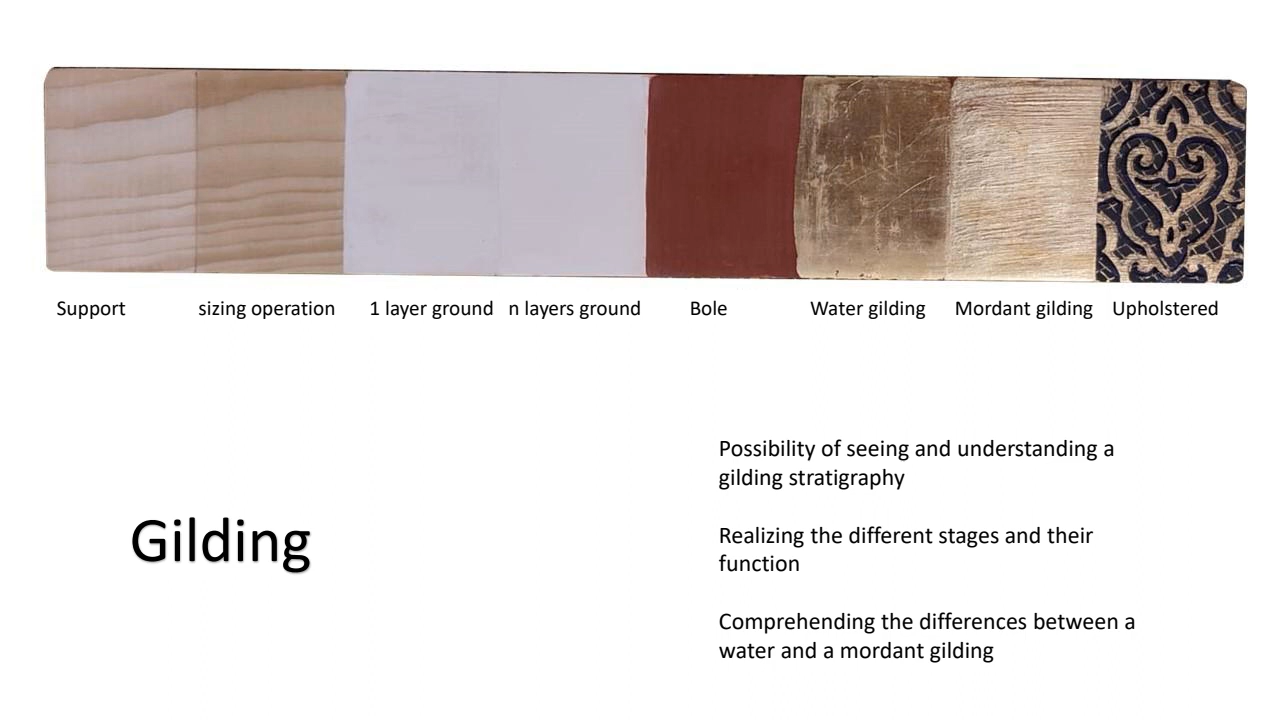 Support sizing operation 1 layer ground n layers ground Bole Water gilding Mordant gilding Upholstered
Gilding
Possibility of seeing and understanding a
gilding stratigraphy
Realizing the different stages and their
function
Comprehending the differences between a
water and a mordant gilding